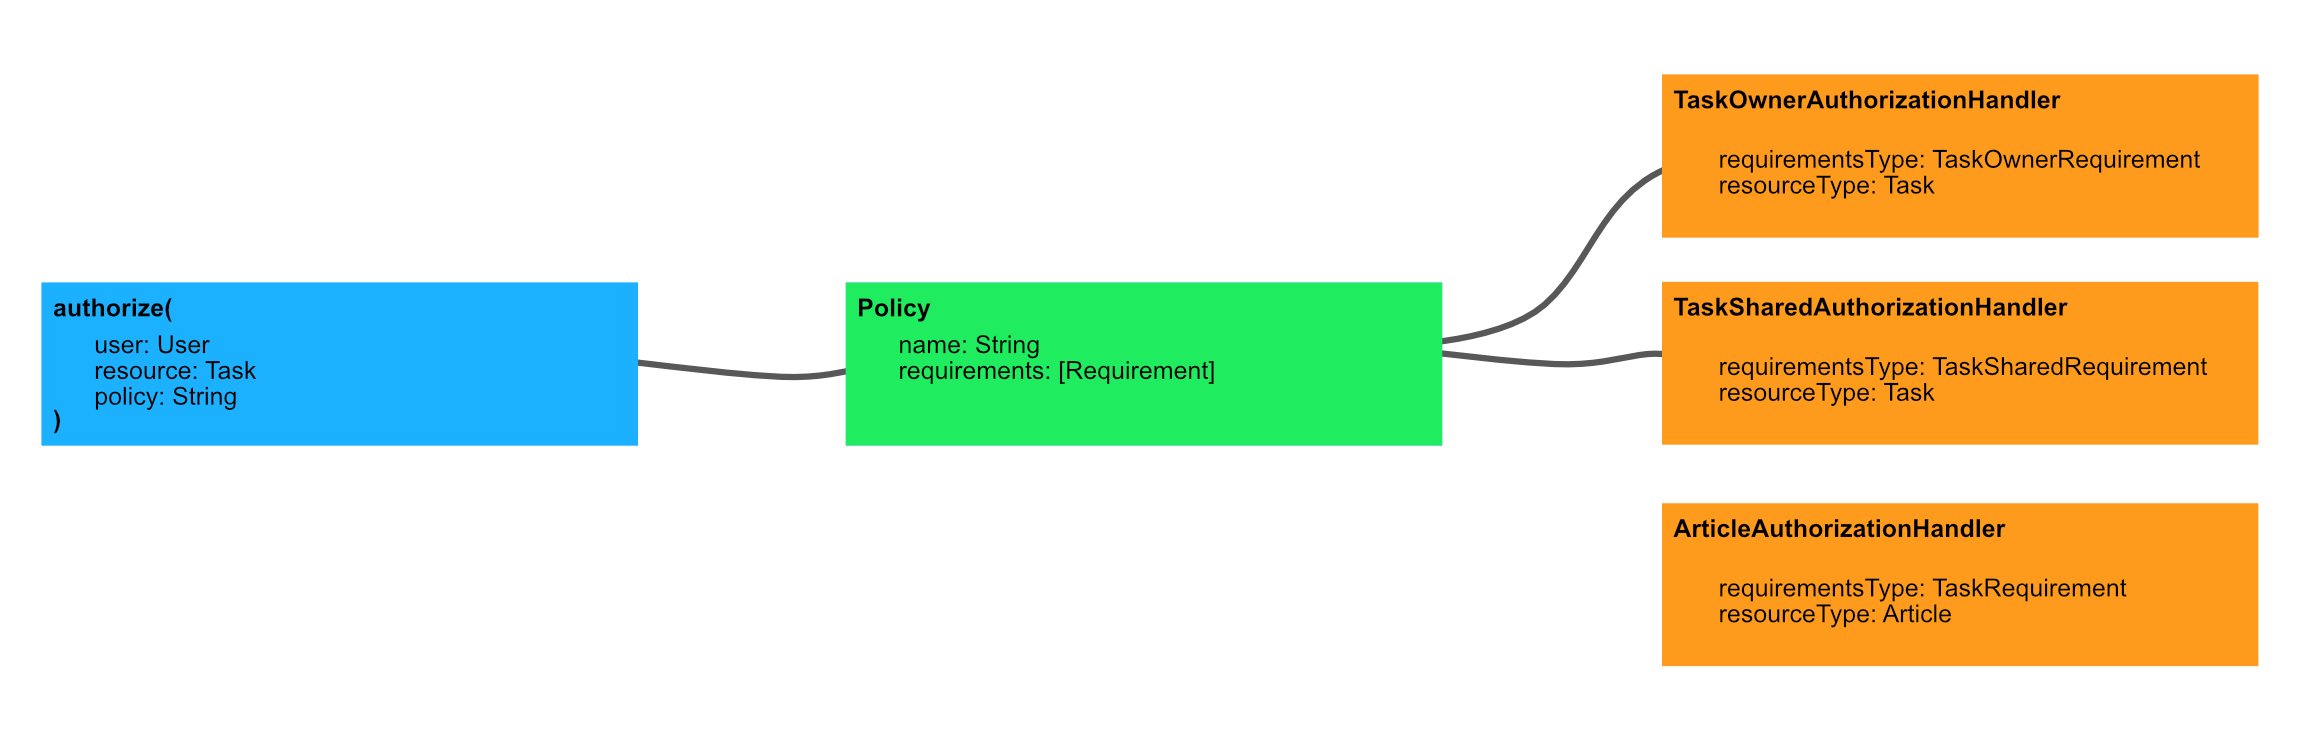 authorize(
user: User
resource: Task
policy: String
)
Policy
name: String
requirements: [Requirement]
TaskOwnerAuthorizationHandler
requirementsType: TaskOwnerRequirement
resourceType: Task
TaskSharedAuthorizationHandler
requirementsType: TaskSharedRequirement
resourceType: Task
ArticleAuthorizationHandler
requirementsType: TaskRequirement
resourceType: Article